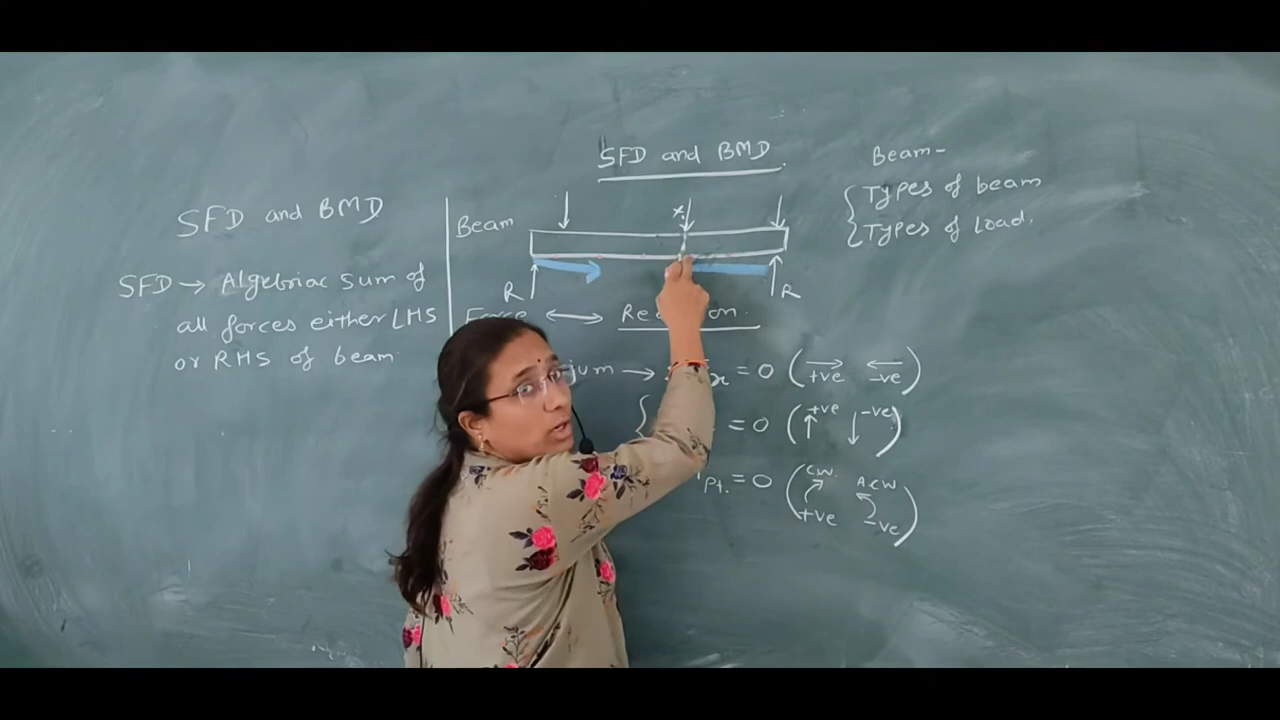 SFD and BMD
SFD → Algebriac Sum of
all forces either LHS
or RHS of beam.
SFD and BMD.
Beam
x
R
R
Force ⟷
x = 0 (→ +ve ← -ve)
= 0 (↑ +ve ↓ -ve)
Pt. = 0 (CW +ve ACW -ve)
Beam-
Types of beam
Types of Load.